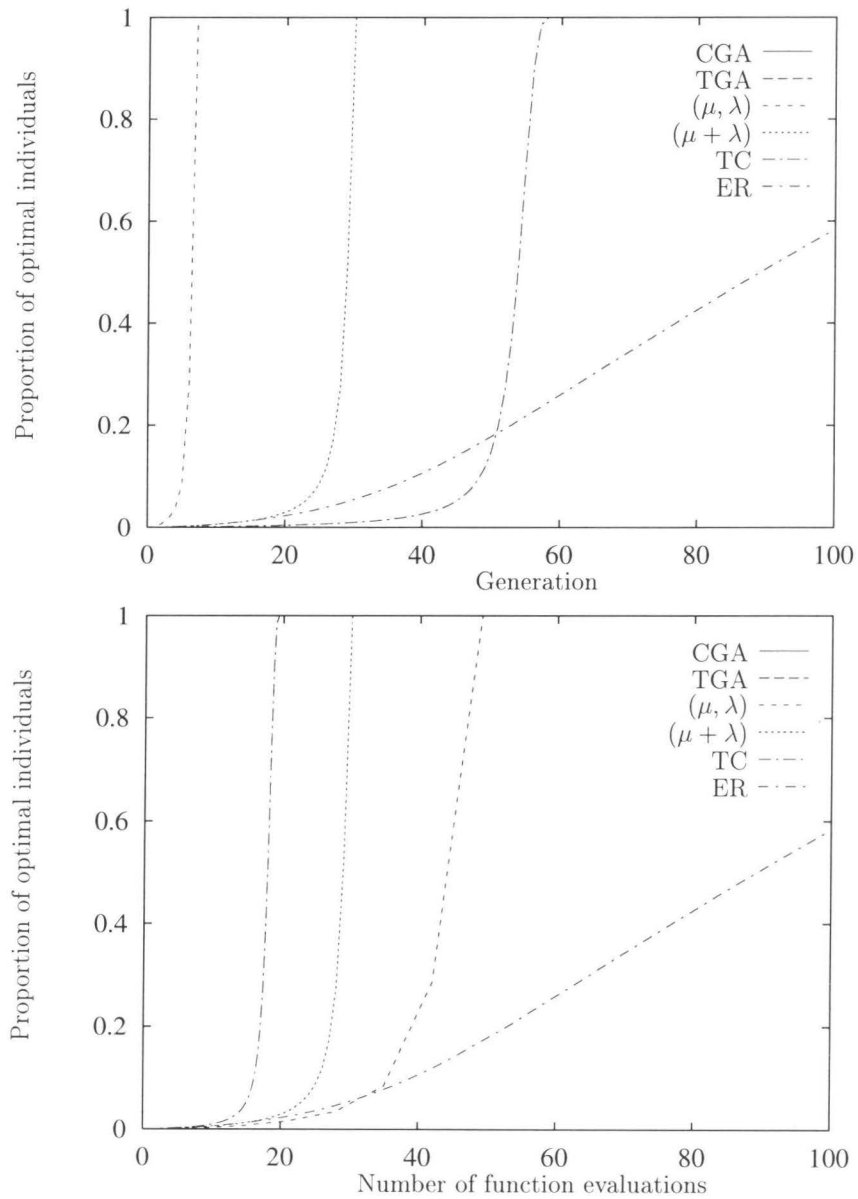 Proportion of optimal individuals
1
0.8
0.6
0.4
0.2
0
0 20 40 60 80 100
Generation
CGA
TGA
(μ, λ)
(μ + λ)
TC
ER
Proportion of optimal individuals
1
0.8
0.6
0.4
0.2
0
0 20 40 60 80 100
Number of function evaluations
CGA
TGA
(μ, λ)
(μ + λ)
TC
ER